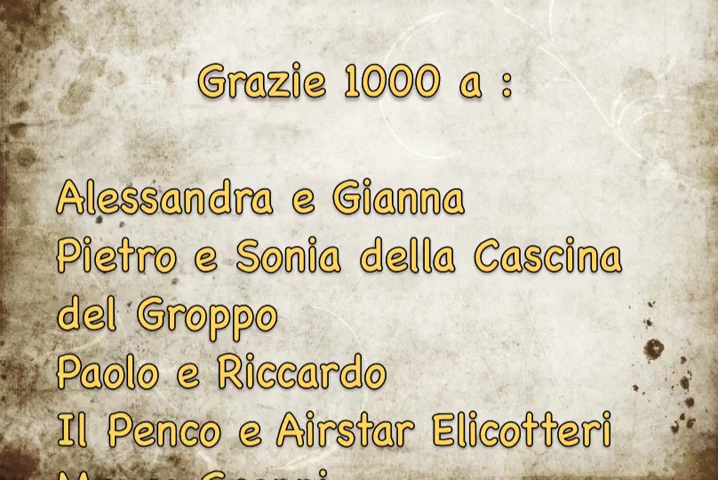 Grazie 1000 a :
Alessandra e Gianna
Pietro e Sonia della Cascina
del Groppo
Paolo e Riccardo
Il Penco e Airstar Elicotteri